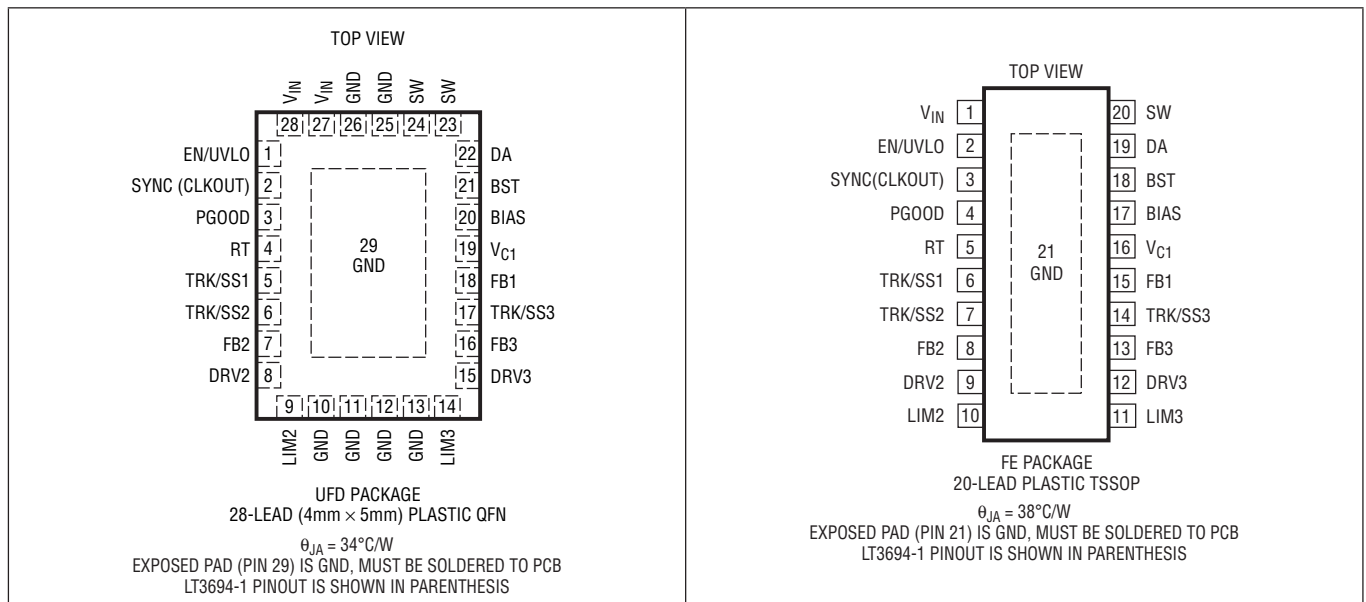 TOP VIEW
VIN VIN GND GND SW SW
28 27 26 25 24 23
EN/UVLO 1
SYNC (CLKOUT) 2
PGOOD 3
RT 4
TRK/SS1 5
TRK/SS2 6
FB2 7
DRV2 8
29
GND
22 DA
21 BST
20 BIAS
19 VC1
18 FB1
17 TRK/SS3
16 FB3
15 DRV3
9 10 11 12 13 14
LIM2 GND GND GND GND LIM3
UFD PACKAGE
28-LEAD (4mm × 5mm) PLASTIC QFN
θJA = 34°C/W
EXPOSED PAD (PIN 29) IS GND, MUST BE SOLDERED TO PCB
LT3694-1 PINOUT IS SHOWN IN PARENTHESIS
TOP VIEW
VIN 1
EN/UVLO 2
SYNC(CLKOUT) 3
PGOOD 4
RT 5
TRK/SS1 6
TRK/SS2 7
FB2 8
DRV2 9
LIM2 10
21
GND
20 SW
19 DA
18 BST
17 BIAS
16 VC1
15 FB1
14 TRK/SS3
13 FB3
12 DRV3
11 LIM3
FE PACKAGE
20-LEAD PLASTIC TSSOP
θJA = 38°C/W
EXPOSED PAD (PIN 21) IS GND, MUST BE SOLDERED TO PCB
LT3694-1 PINOUT IS SHOWN IN PARENTHESIS